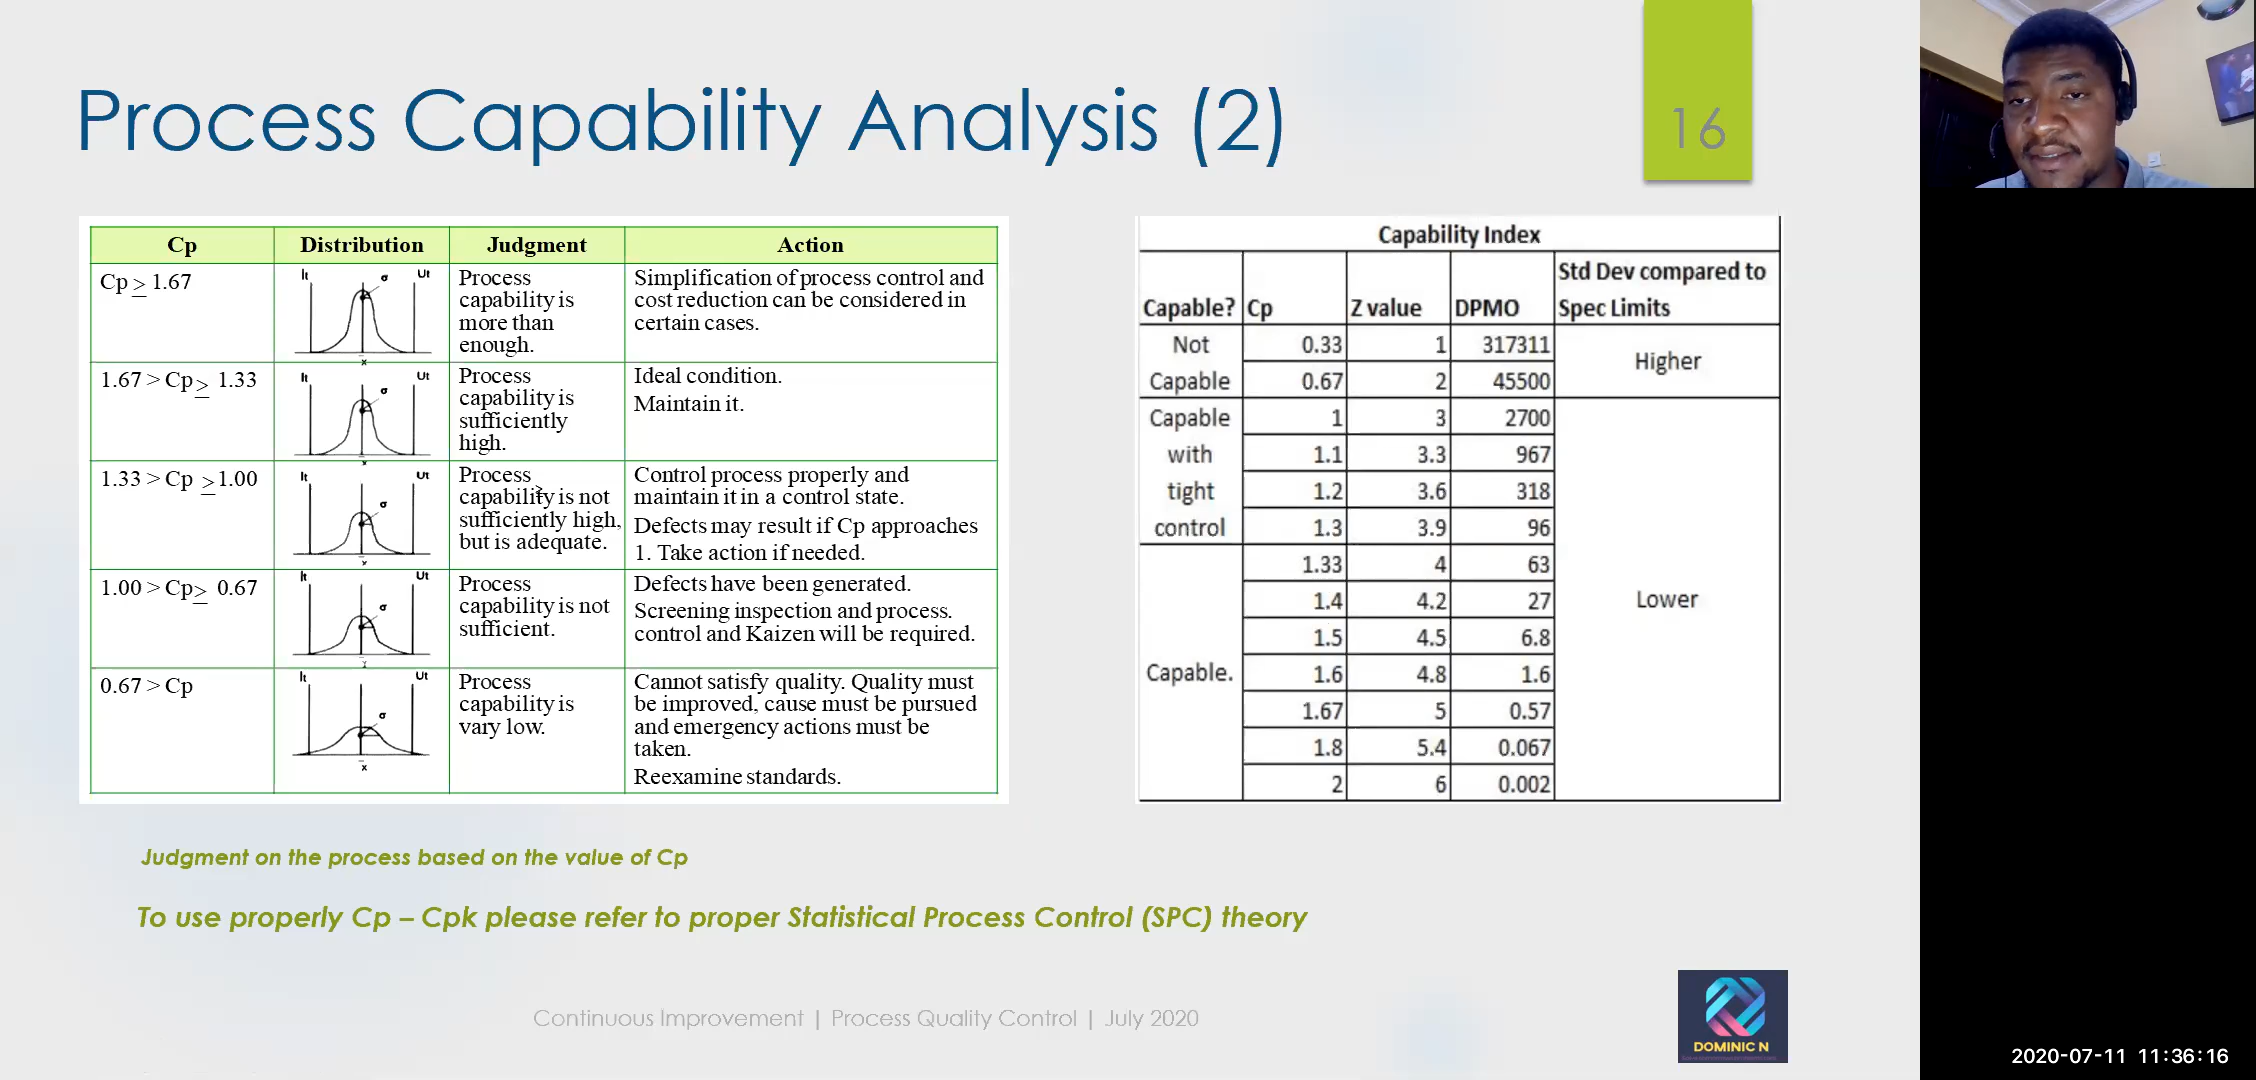 Process Capability Analysis (2)
16
Cp Distribution Judgment Action
Cp ≥ 1.67
lt σ Ut
x
Process
capability is
more than
enough.
Simplification of process control and
cost reduction can be considered in
certain cases.
1.67 > Cp ≥ 1.33
lt σ Ut
x
Process
capability is
sufficiently
high.
Ideal condition.
Maintain it.
1.33 > Cp ≥1.00
lt σ Ut
x
Process
capability is not
sufficiently high,
but is adequate.
Control process properly and
maintain it in a control state.
Defects may result if Cp approaches
1. Take action if needed.
1.00 > Cp ≥ 0.67
lt σ Ut
x
Process
capability is not
sufficient.
Defects have been generated.
Screening inspection and process.
control and Kaizen will be required.
0.67 > Cp
lt σ Ut
x
Process
capability is
vary low.
Cannot satisfy quality. Quality must
be improved, cause must be pursued
and emergency actions must be
taken.
Reexamine standards.
Capability Index
Capable? Cp Z value DPMO Std Dev compared to
Spec Limits
Not
Capable
0.33 1 317311
0.67 2 45500
Higher
Capable
with
tight
control
1 3 2700
1.1 3.3 967
1.2 3.6 318
1.3 3.9 96
Capable.
1.33 4 63
1.4 4.2 27
1.5 4.5 6.8
1.6 4.8 1.6
1.67 5 0.57
1.8 5.4 0.067
2 6 0.002
Lower
Judgment on the process based on the value of Cp
To use properly Cp – Cpk please refer to proper Statistical Process Control (SPC) theory
Continuous Improvement | Process Quality Control | July 2020
DOMINIC N
2020-07-11 11:36:16